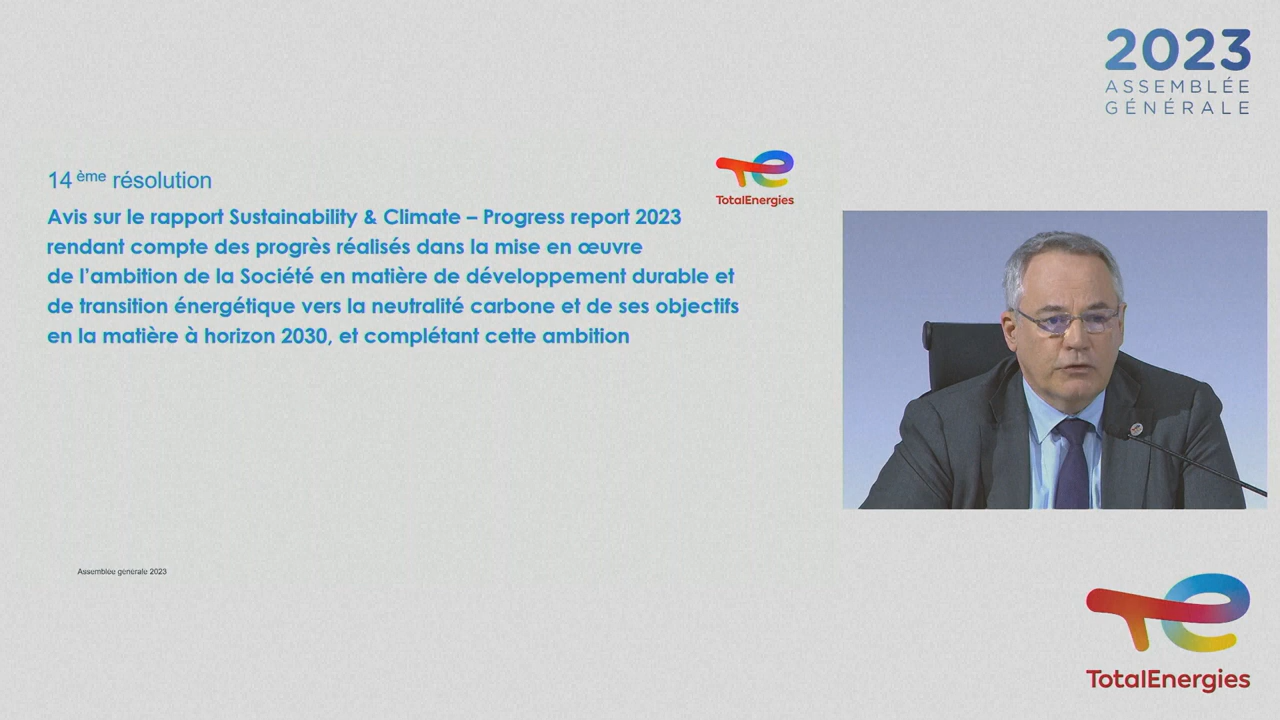 2023
ASSEMBLÉE
GÉNÉRALE
14 ème résolution
TotalEnergies
Avis sur le rapport Sustainability & Climate – Progress report 2023
rendant compte des progrès réalisés dans la mise en œuvre
de l'ambition de la Société en matière de développement durable et
de transition énergétique vers la neutralité carbone et de ses objectifs
en la matière à horizon 2030, et complétant cette ambition
Assemblée générale 2023
TotalEnergies